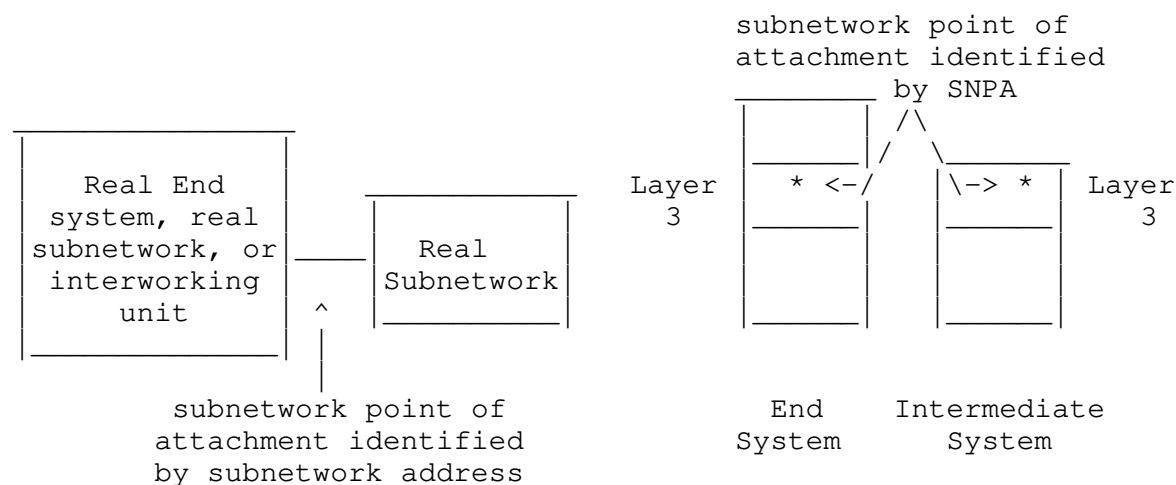 subnetwork point of
attachment identified
by SNPA
Real End
system, real
subnetwork, or
interworking
unit
Real
Subnetwork
^
subnetwork point of
attachment identified
by subnetwork address
Layer
3
* <-/
\-> *
Layer
3
End
System
Intermediate
System